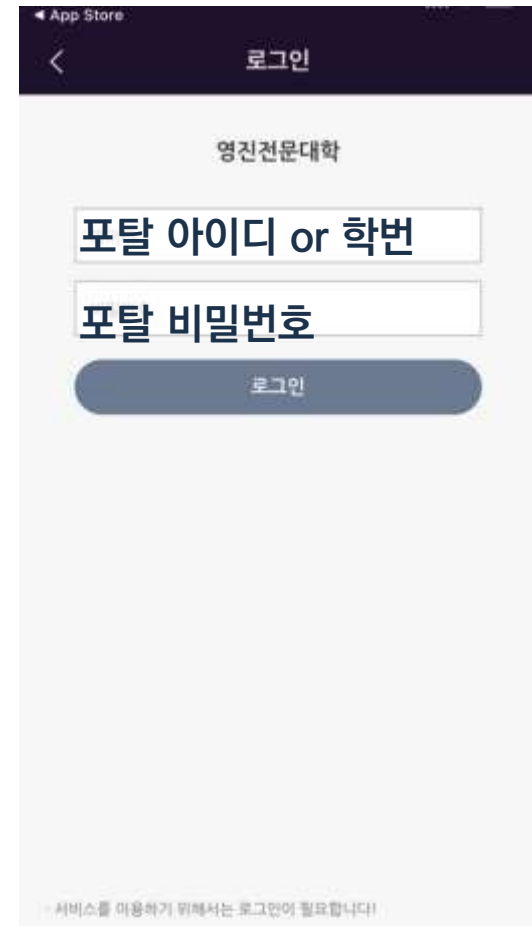 ◀ App Store
로그인
영진전문대학
포탈 아이디 or 학번
포탈 비밀번호
로그인
서비스를 이용하기 위해서는 로그인이 필요합니다!